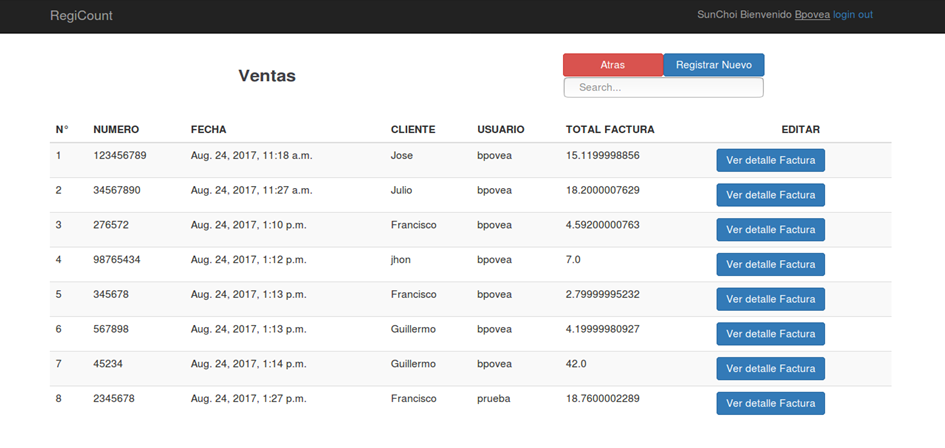 RegiCount SunChoi Bienvenido Bpovea login out
Ventas
Atras Registrar Nuevo
Search...
N° NUMERO FECHA CLIENTE USUARIO TOTAL FACTURA EDITAR
1 123456789 Aug. 24, 2017, 11:18 a.m. Jose bpovea 15.1199998856 Ver detalle Factura
2 34567890 Aug. 24, 2017, 11:27 a.m. Julio bpovea 18.2000007629 Ver detalle Factura
3 276572 Aug. 24, 2017, 1:10 p.m. Francisco bpovea 4.59200000763 Ver detalle Factura
4 98765434 Aug. 24, 2017, 1:12 p.m. jhon bpovea 7.0 Ver detalle Factura
5 345678 Aug. 24, 2017, 1:13 p.m. Francisco bpovea 2.79999995232 Ver detalle Factura
6 567898 Aug. 24, 2017, 1:13 p.m. Guillermo bpovea 4.19999980927 Ver detalle Factura
7 45234 Aug. 24, 2017, 1:14 p.m. Guillermo bpovea 42.0 Ver detalle Factura
8 2345678 Aug. 24, 2017, 1:27 p.m. Francisco prueba 18.7600002289 Ver detalle Factura